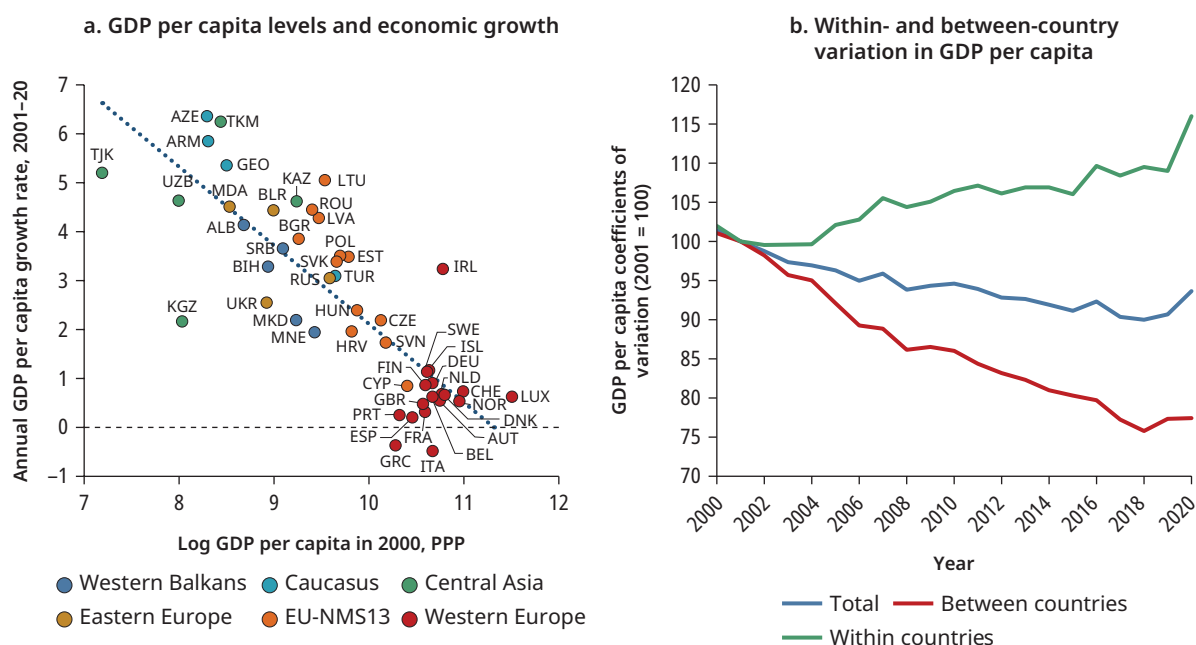 a. GDP per capita levels and economic growth
Annual GDP per capita growth rate, 2001–20
7
6
5
4
3
2
1
0
−1
AZE
TKM
ARM
TJK
GEO
UZB
MDA
BLR
KAZ
LTU
ROU
LVA
ALB
BGR
SRB
POL
EST
SVK
BIH
RUS
TUR
IRL
KGZ
UKR
HUN
MKD
CZE
MNE
HRV
SVN
SWE
ISL
FIN
DEU
CYP
NLD
CHE
LUX
GBR
NOR
PRT
DNK
ESP
FRA
AUT
GRC
ITA
BEL
7 8 9 10 11 12
Log GDP per capita in 2000, PPP
Western Balkans Caucasus Central Asia
Eastern Europe EU-NMS13 Western Europe
b. Within- and between-country
variation in GDP per capita
GDP per capita coefficients of
variation (2001 = 100)
120
115
110
105
100
95
90
85
80
75
70
2000 2002 2004 2006 2008 2010 2012 2014 2016 2018 2020
Year
Total Between countries
Within countries